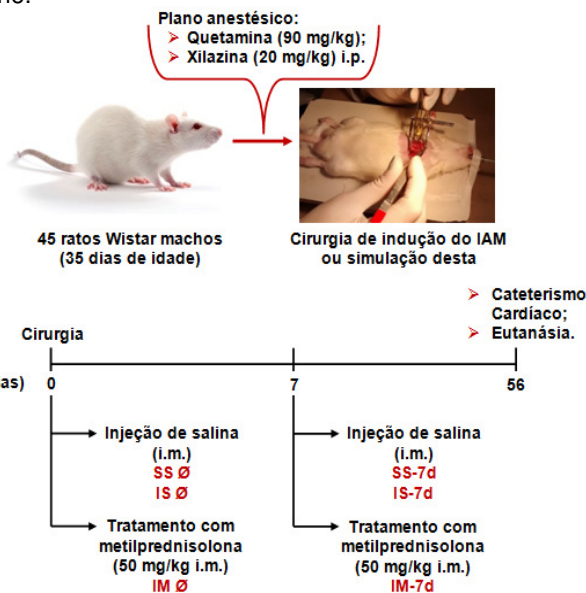 Plano anestésico:
➢ Quetamina (90 mg/kg);
➢ Xilazina (20 mg/kg) i.p.
45 ratos Wistar machos
(35 dias de idade)
Cirurgia de indução do IAM
ou simulação desta
➢ Cateterismo
Cardíaco;
➢ Eutanásia.
Cirurgia
0
7
56
Injeção de salina
(i.m.)
SS Ø
IS Ø
Injeção de salina
(i.m.)
SS-7d
IS-7d
Tratamento com
metilprednisolona
(50 mg/kg i.m.)
IM Ø
Tratamento com
metilprednisolona
(50 mg/kg i.m.)
IM-7d